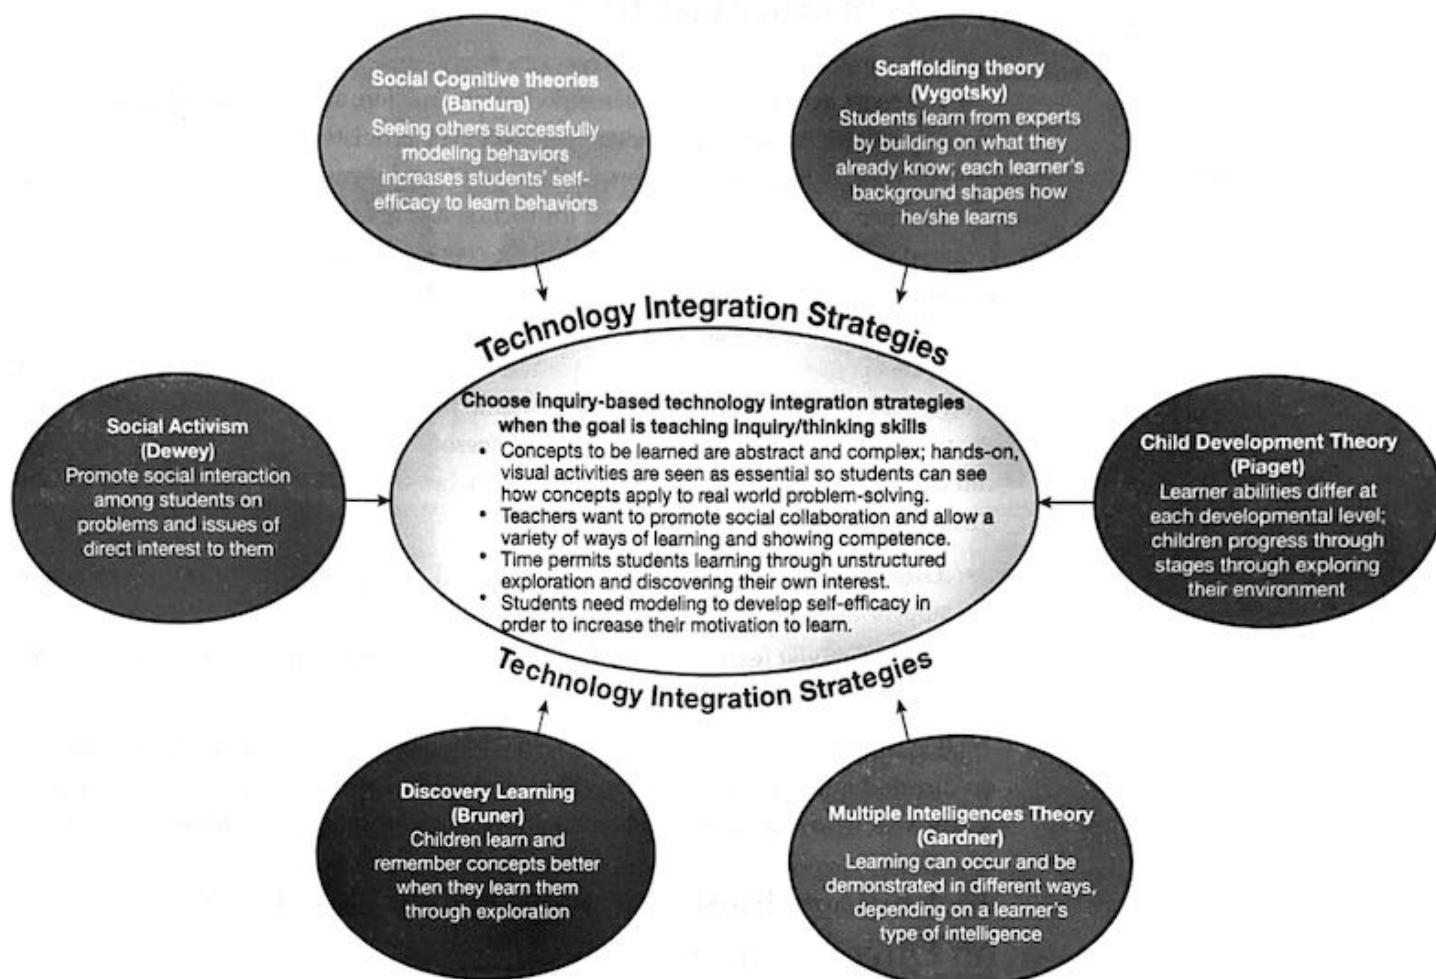 Social Cognitive theories
(Bandura)
Seeing others successfully
modeling behaviors
increases students' self-
efficacy to learn behaviors
Scaffolding theory
(Vygotsky)
Students learn from experts
by building on what they
already know; each learner's
background shapes how
he/she learns
Technology Integration Strategies
Social Activism
(Dewey)
Promote social interaction
among students on
problems and issues of
direct interest to them
Choose inquiry-based technology integration strategies
when the goal is teaching inquiry/thinking skills
• Concepts to be learned are abstract and complex; hands-on,
visual activities are seen as essential so students can see
how concepts apply to real world problem-solving.
• Teachers want to promote social collaboration and allow a
variety of ways of learning and showing competence.
• Time permits students learning through unstructured
exploration and discovering their own interest.
• Students need modeling to develop self-efficacy in
order to increase their motivation to learn.
Child Development Theory
(Piaget)
Learner abilities differ at
each developmental level;
children progress through
stages through exploring
their environment
Technology Integration Strategies
Discovery Learning
(Bruner)
Children learn and
remember concepts better
when they learn them
through exploration
Multiple Intelligences Theory
(Gardner)
Learning can occur and be
demonstrated in different ways,
depending on a learner's
type of intelligence